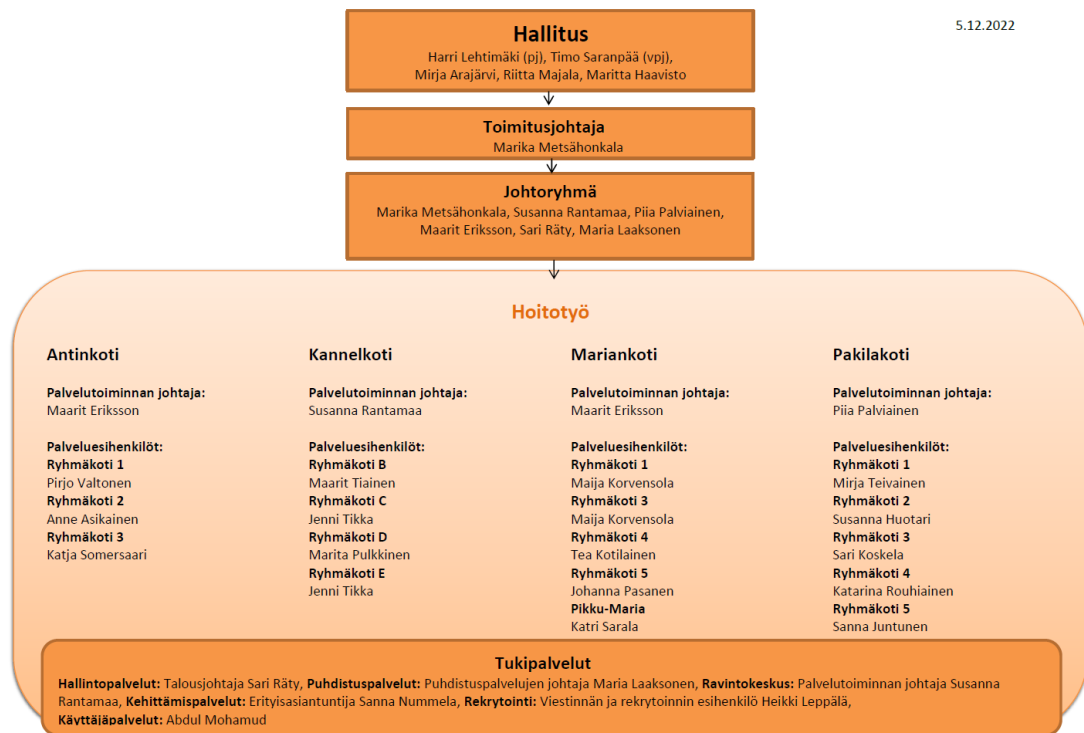 5.12.2022
Hallitus
Harri Lehtimäki (pj), Timo Saranpää (vpj),
Mirja Arajärvi, Riitta Majala, Maritta Haavisto
Toimitusjohtaja
Marika Metsähonkala
Johtoryhmä
Marika Metsähonkala, Susanna Rantamaa, Piia Palviainen,
Maarit Eriksson, Sari Räty, Maria Laaksonen
Hoitotyö
Antinkoti
Palvelutoiminnan johtaja:
Maarit Eriksson
Palveluesihenkilöt:
Ryhmäkoti 1
Pirjo Valtonen
Ryhmäkoti 2
Anne Asikainen
Ryhmäkoti 3
Katja Somersaari
Kannelkoti
Palvelutoiminnan johtaja:
Susanna Rantamaa
Palveluesihenkilöt:
Ryhmäkoti B
Maarit Tiainen
Ryhmäkoti C
Jenni Tikka
Ryhmäkoti D
Marita Pulkkinen
Ryhmäkoti E
Jenni Tikka
Mariankoti
Palvelutoiminnan johtaja:
Maarit Eriksson
Palveluesihenkilöt:
Ryhmäkoti 1
Maija Korvensola
Ryhmäkoti 3
Maija Korvensola
Ryhmäkoti 4
Tea Kotilainen
Ryhmäkoti 5
Johanna Pasanen
Pikku-Maria
Katri Sarala
Pakilakoti
Palvelutoiminnan johtaja:
Piia Palviainen
Palveluesihenkilöt:
Ryhmäkoti 1
Mirja Teivainen
Ryhmäkoti 2
Susanna Huotari
Ryhmäkoti 3
Sari Koskela
Ryhmäkoti 4
Katarina Rouhiainen
Ryhmäkoti 5
Sanna Juntunen
Tukipalvelut
Hallintopalvelut: Talousjohtaja Sari Räty, Puhdistuspalvelut: Puhdistuspalvelujen johtaja Maria Laaksonen, Ravintokeskus: Palvelutoiminnan johtaja Susanna
Rantamaa, Kehittämispalvelut: Erityisasiantuntija Sanna Nummela, Rekrytointi: Viestinnän ja rekrytoinnin esihenkilö Heikki Leppälä,
Käyttäjäpalvelut: Abdul Mohamud